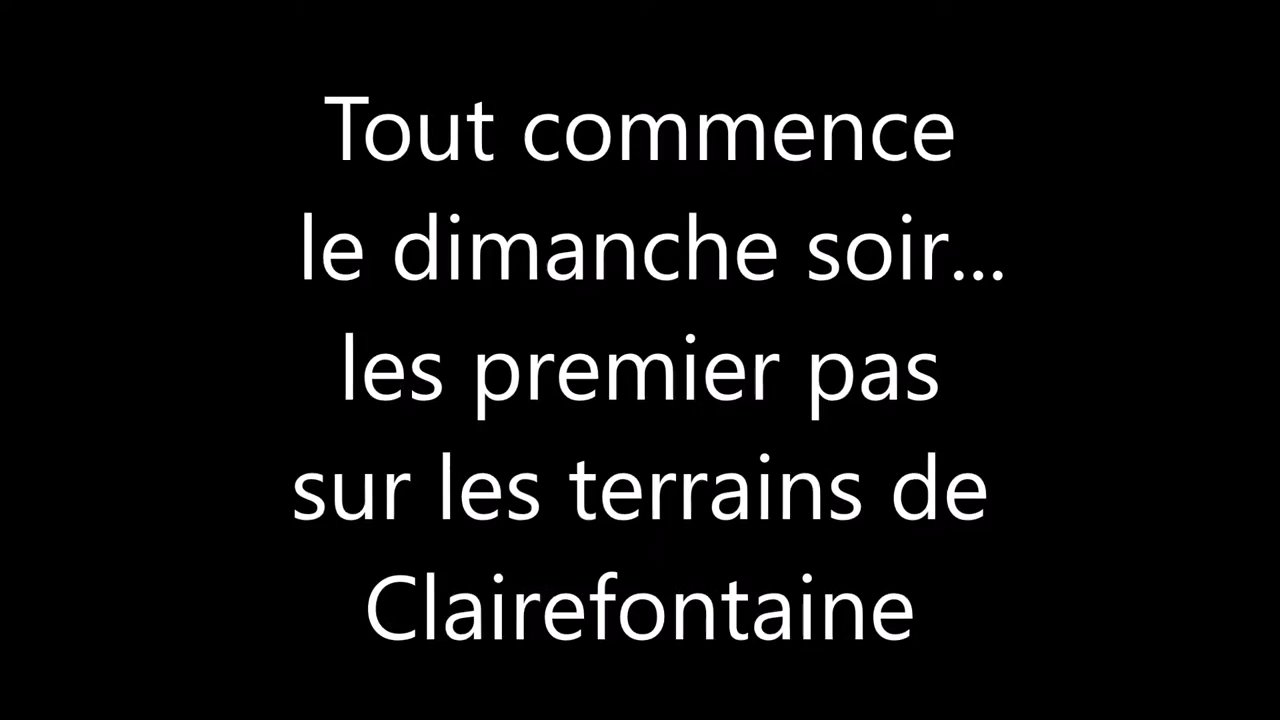 Tout commence
le dimanche soir...
les premier pas
sur les terrains de
Clairefontaine